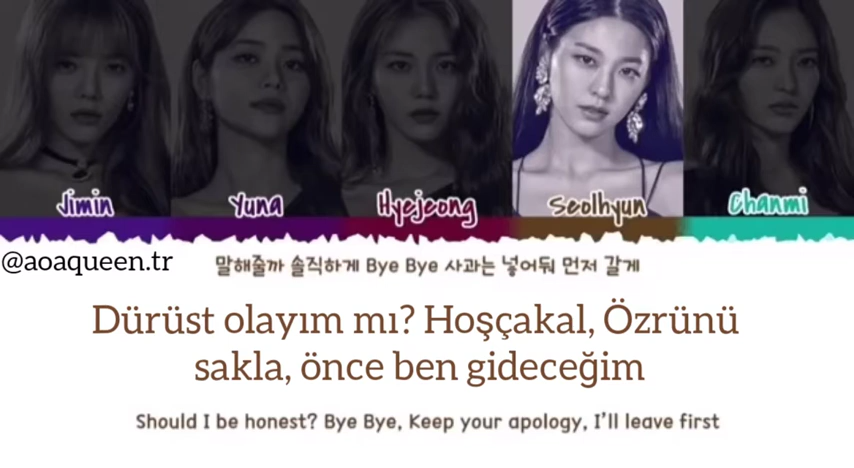 Jimin
Yuna
Hyejeong
Seolhyun
Chanmi
@aoaqueen.tr
말해줄까 솔직하게 Bye Bye 사과는 넣어둬 먼저 갈게
Dürüst olayım mı? Hoşçakal, Özrünü
sakla, önce ben gideceğim
Should I be honest? Bye Bye, Keep your apology, I'll leave first